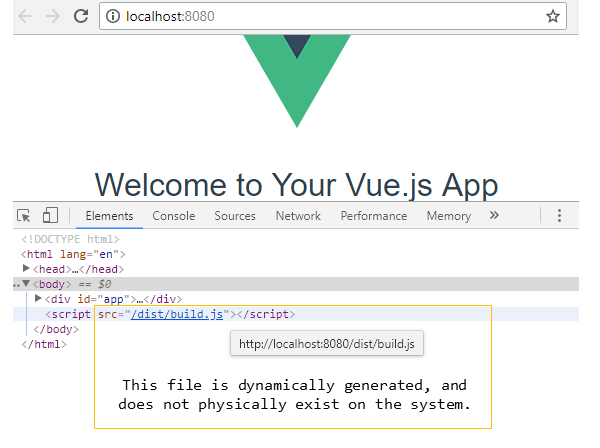 localhost:8080
Welcome to Your Vue.js App
Elements Console Sources Network Performance Memory »
<!DOCTYPE html>
<html lang="en">
<head>…</head>
<body> == $0
<div id="app">…</div>
<script src="/dist/build.js"></script>
</body>
</html>
http://localhost:8080/dist/build.js
This file is dynamically generated, and
does not physically exist on the system.